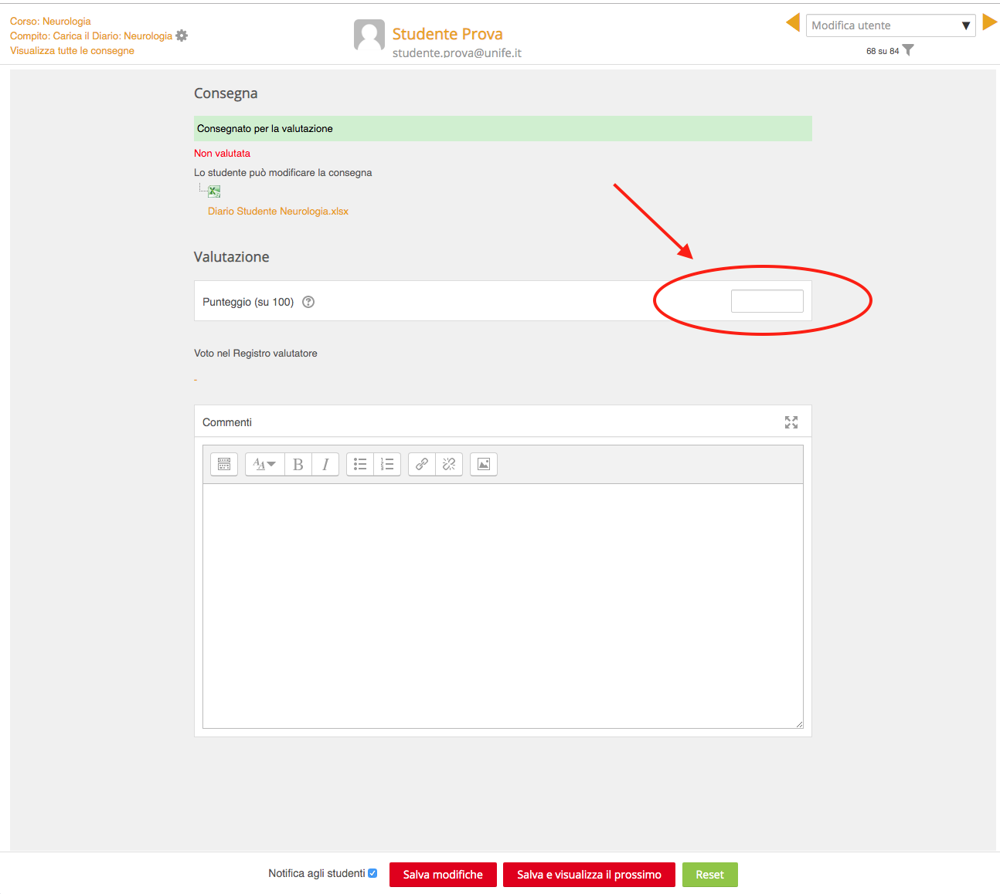 Corso: Neurologia
Compito: Carica il Diario: Neurologia
Visualizza tutte le consegne
Studente Prova
studente.prova@unife.it
Modifica utente
68 su 84
Consegna
Consegnato per la valutazione
Non valutata
Lo studente può modificare la consegna
Diario Studente Neurologia.xlsx
Valutazione
Punteggio (su 100)
Voto nel Registro valutatore
-
Commenti
Notifica agli studenti
Salva modifiche
Salva e visualizza il prossimo
Reset